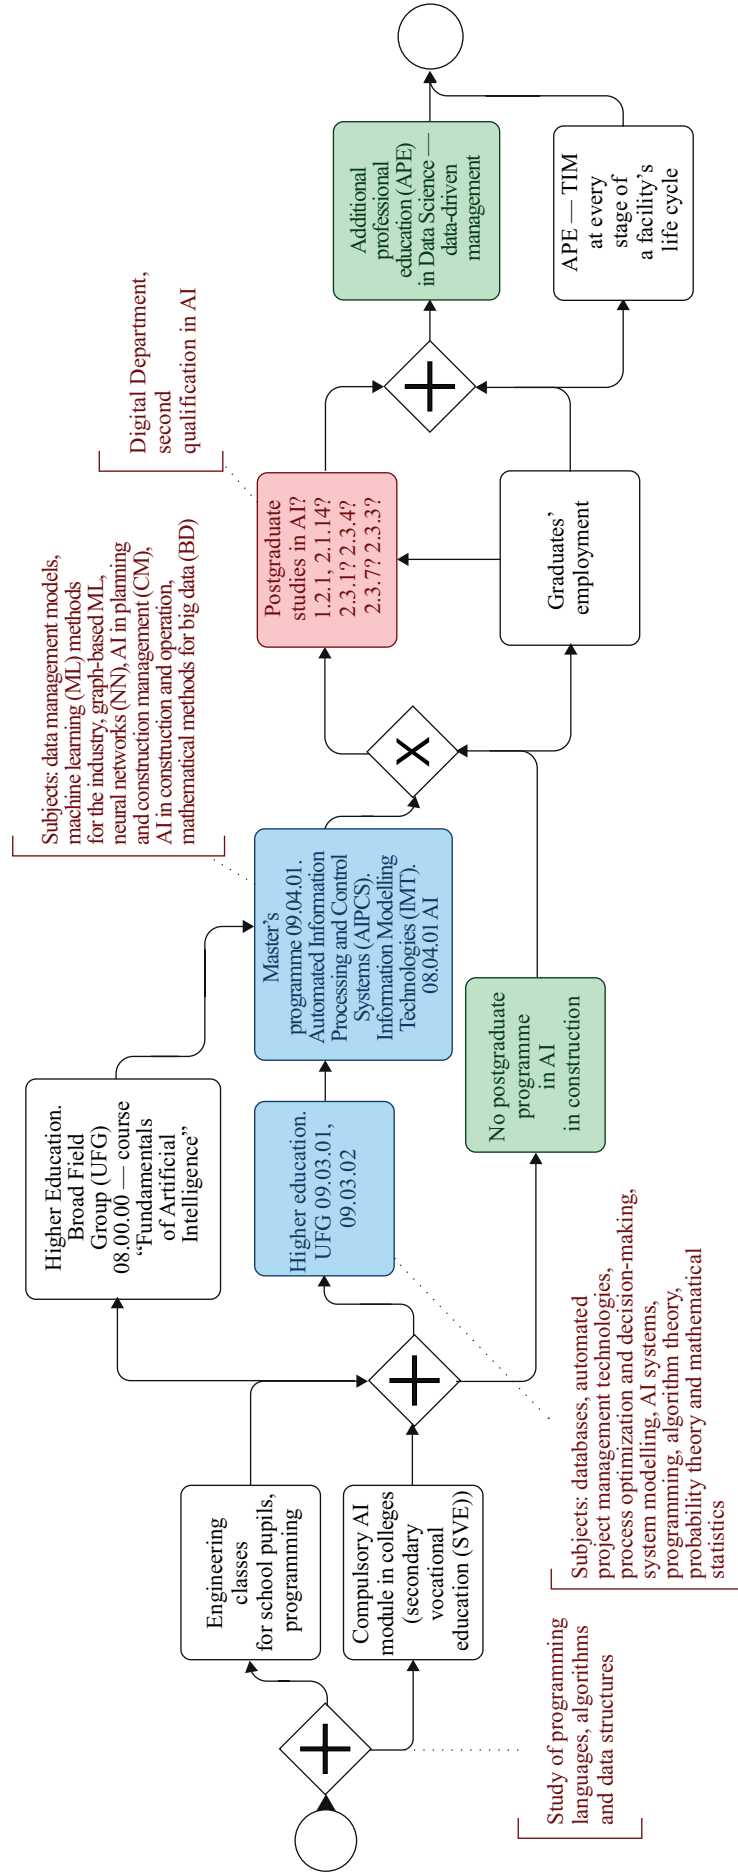 Engineering
classes
for school pupils,
programming
Compulsory AI
module in colleges
(secondary
vocational
education (SVE))
Study of programming
languages, algorithms
and data structures
Higher Education.
Broad Field
Group (UFG)
08.00.00 — course
“Fundamentals
of Artificial
Intelligence”
Higher education.
UFG 09.03.01,
09.03.02
Subjects: databases, automated
project management technologies,
process optimization and decision-making,
system modelling, AI systems,
programming, algorithm theory,
probability theory and mathematical
statistics
No postgraduate
programme
in AI
in construction
Master’s
programme 09.04.01.
Automated Information
Processing and Control
Systems (AIPCS).
Information Modelling
Technologies (IMT).
08.04.01 AI
Subjects: data management models,
machine learning (ML) methods
for the industry, graph-based ML,
neural networks (NN), AI in planning
and construction management (CM),
AI in construction and operation,
mathematical methods for big data (BD)
X
Postgraduate
studies in AI?
1.2.1, 2.1.14?
2.3.1? 2.3.4?
2.3.7? 2.3.3?
Digital Department,
second
qualification in AI
Graduates’
employment
Additional
professional
education (APE)
in Data Science —
data-driven
management
APE — TIM
at every
stage of
a facility’s
life cycle